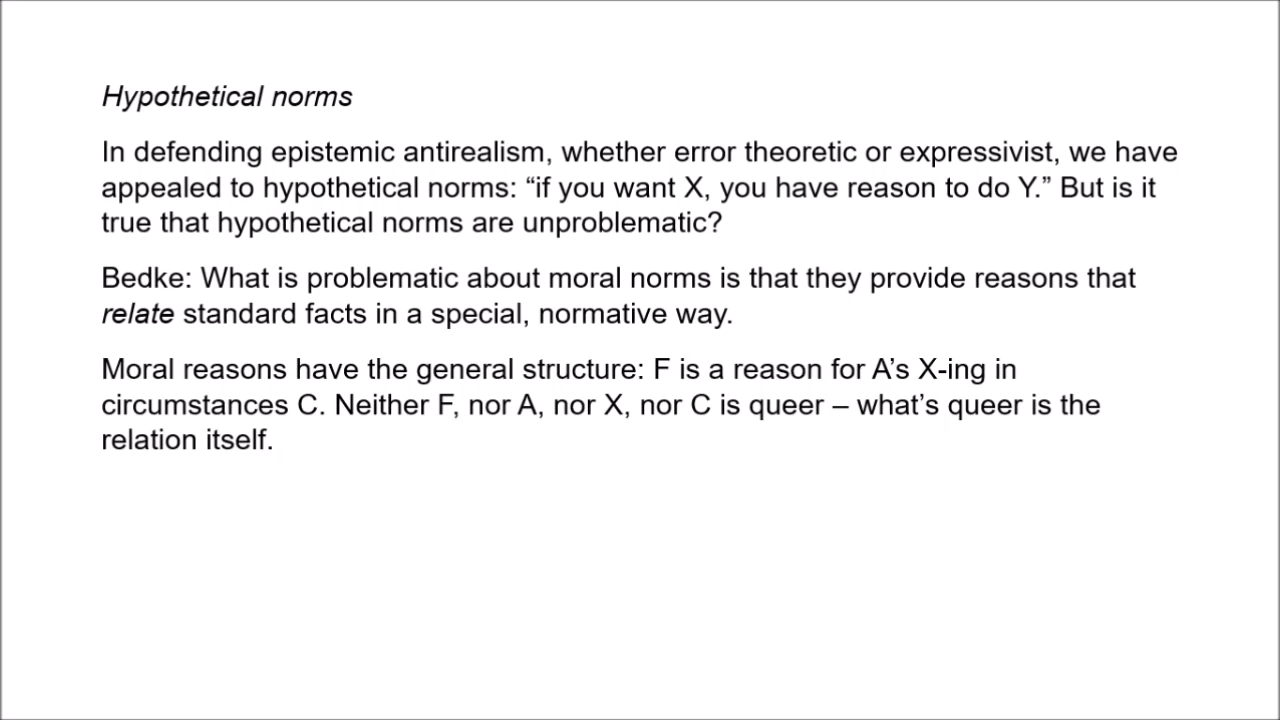 Hypothetical norms
In defending epistemic antirealism, whether error theoretic or expressivist, we have
appealed to hypothetical norms: “if you want X, you have reason to do Y.” But is it
true that hypothetical norms are unproblematic?
Bedke: What is problematic about moral norms is that they provide reasons that
relate standard facts in a special, normative way.
Moral reasons have the general structure: F is a reason for A’s X-ing in
circumstances C. Neither F, nor A, nor X, nor C is queer – what’s queer is the
relation itself.